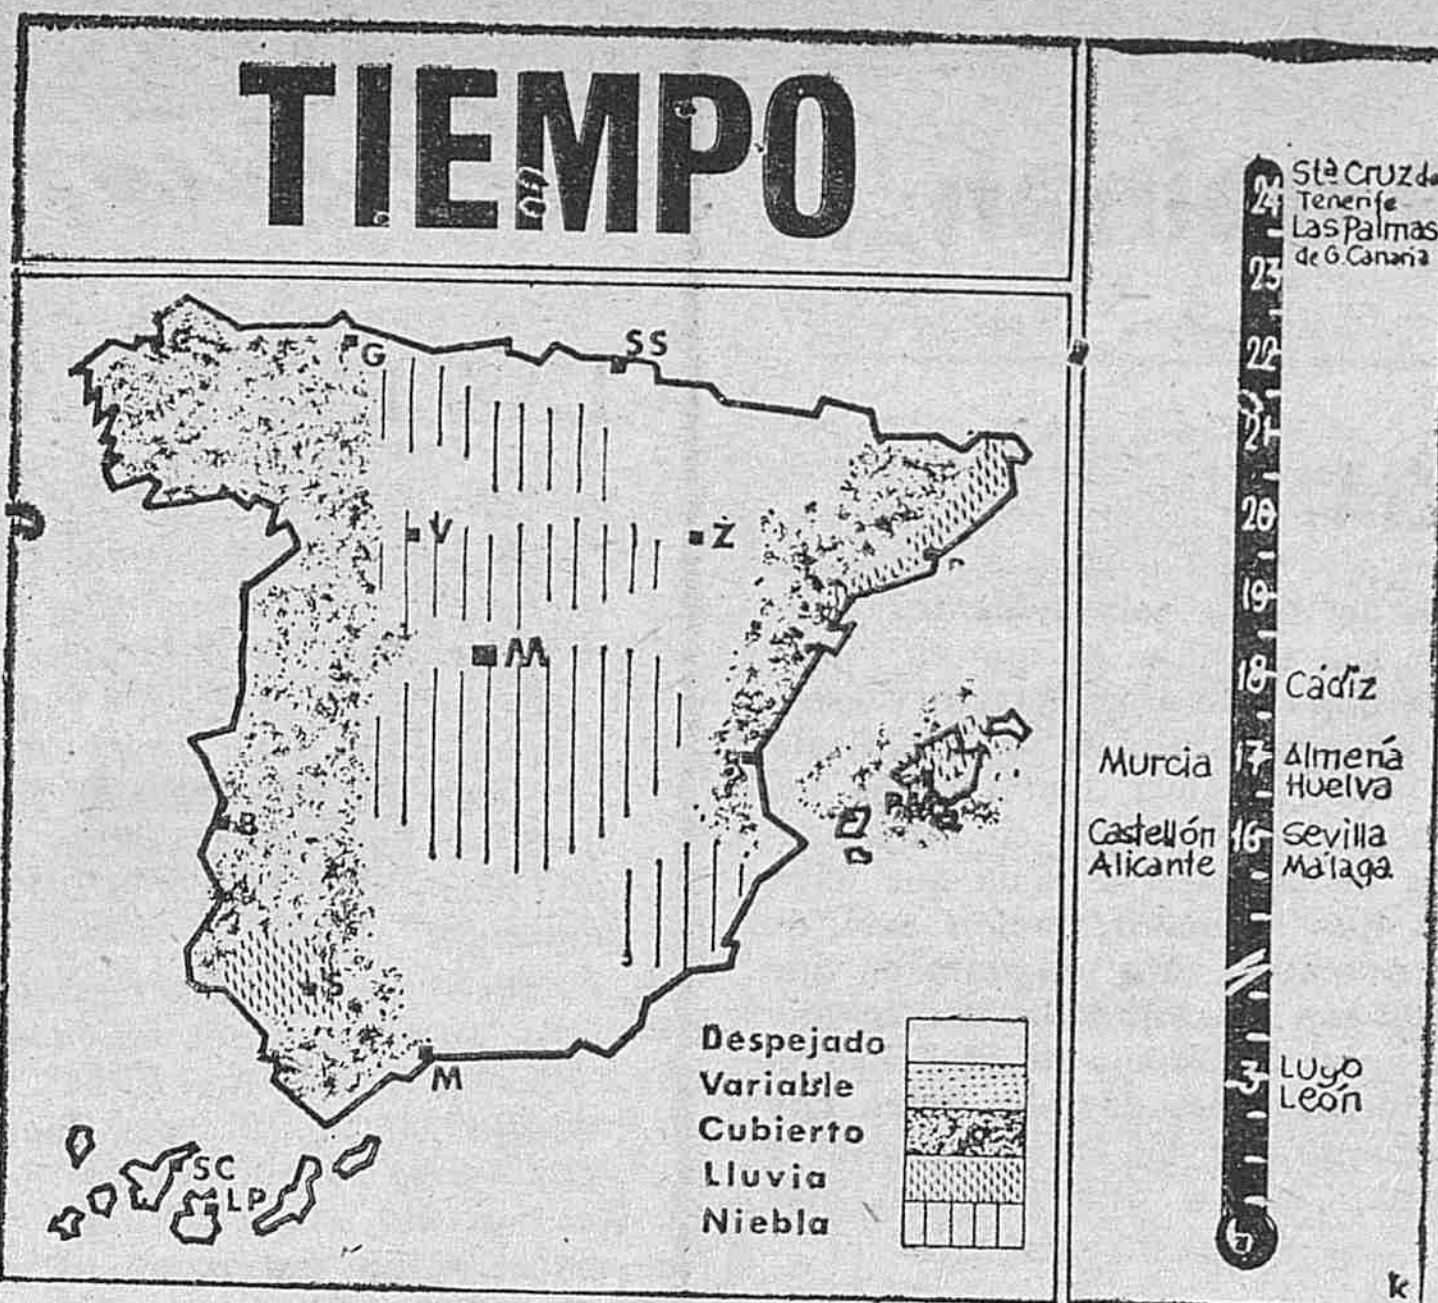 TIEMPO
G
SS
V
Z
M
B
S
M
SC
LP
Despejado
Variable
Cubierto
Lluvia
Niebla
24
Stª Cruz de
Tenerife
Las Palmas
de G. Canaria
23
22
21
20
19
18 Cádiz
Murcia 17 Almería
Huelva
Castellón 16 Sevilla
Alicante Málaga
3 Lugo
León